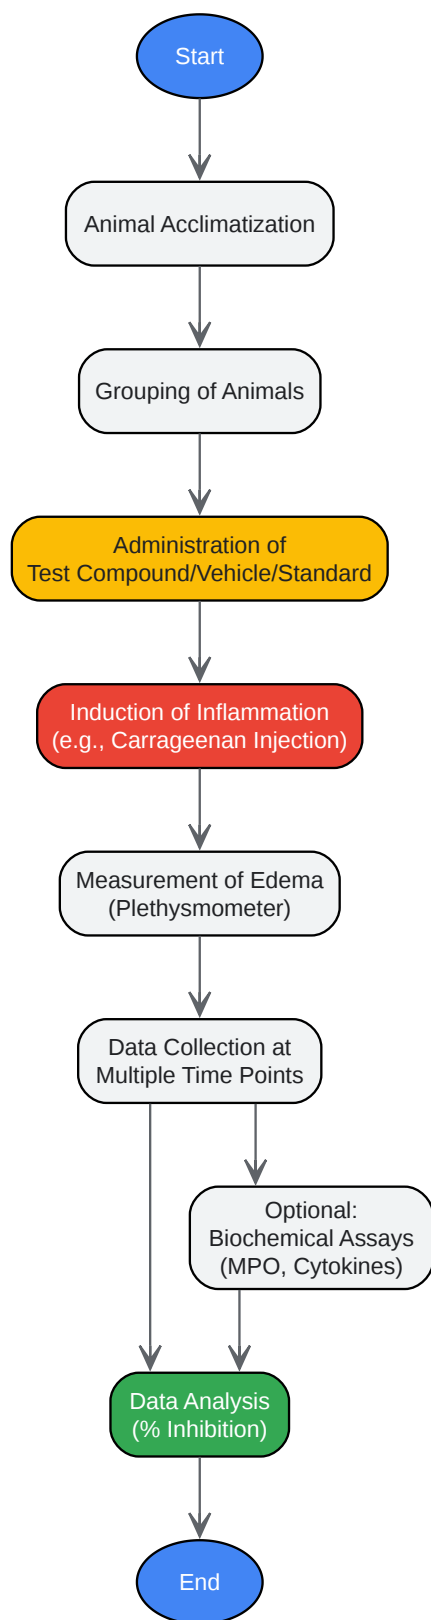 Start
Animal Acclimatization
Grouping of Animals
Administration of
Test Compound/Vehicle/Standard
Induction of Inflammation
(e.g., Carrageenan Injection)
Measurement of Edema
(Plethysmometer)
Data Collection at
Multiple Time Points
Optional:
Biochemical Assays
(MPO, Cytokines)
Data Analysis
(% Inhibition)
End